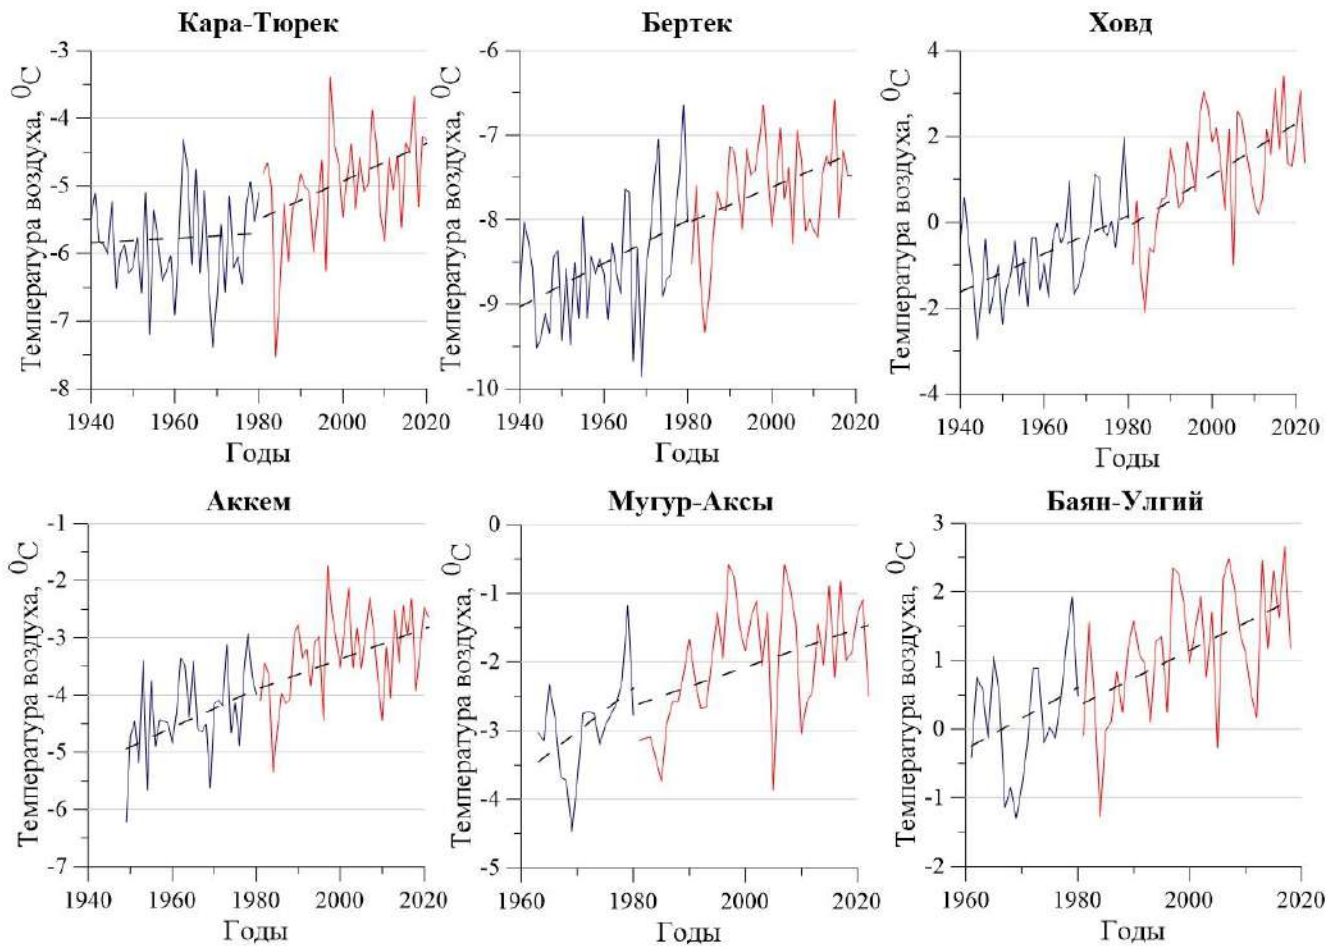 Кара-Тюрек
Температура воздуха, ⁰C
-3
-4
-5
-6
-7
-8
1940 1960 1980 2000 2020
Годы
Бертек
Температура воздуха, ⁰C
-6
-7
-8
-9
-10
1940 1960 1980 2000 2020
Годы
Ховд
Температура воздуха, ⁰C
4
2
0
-2
-4
1940 1960 1980 2000 2020
Годы
Аккем
Температура воздуха, ⁰C
-1
-2
-3
-4
-5
-6
-7
1940 1960 1980 2000 2020
Годы
Мугур-Аксы
Температура воздуха, ⁰C
0
-1
-2
-3
-4
-5
1960 1980 2000 2020
Годы
Баян-Улгий
Температура воздуха, ⁰C
3
2
1
0
-1
-2
1960 1980 2000 2020
Годы